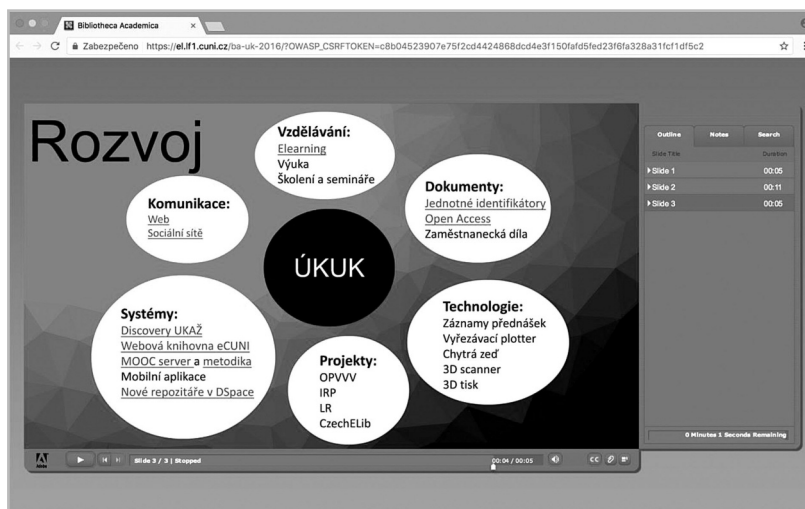 Bibliotheca Academica
Zabezpečeno https://el.lf1.cuni.cz/ba-uk-2016/?OWASP_CSRFTOKEN=c8b04523907e75f2cd4424868dcd4e3f150fafd5fed23f6fa328a31fcf1df5c2
Rozvoj
Vzdělávání:
Elearning
Výuka
Školení a semináře
Komunikace:
Web
Sociální sítě
Dokumenty:
Jednotné identifikátory
Open Access
Zaměstnanecká díla
ÚKUK
Systémy:
Discovery UKAŽ
Webová knihovna eCUNI
MOOC server a metodika
Mobilní aplikace
Nové repozitáře v DSpace
Projekty:
OPVVV
IRP
LR
CzechELib
Technologie:
Záznamy přednášek
Vyřezávací plotter
Chytrá zeď
3D scanner
3D tisk
Outline Notes Search
Slide Title Duration
Slide 1 00:05
Slide 2 00:11
Slide 3 00:05
0 Minutes 1 Seconds Remaining
Adobe
Slide 3 / 3 | Stopped
00:04 / 00:05
CC